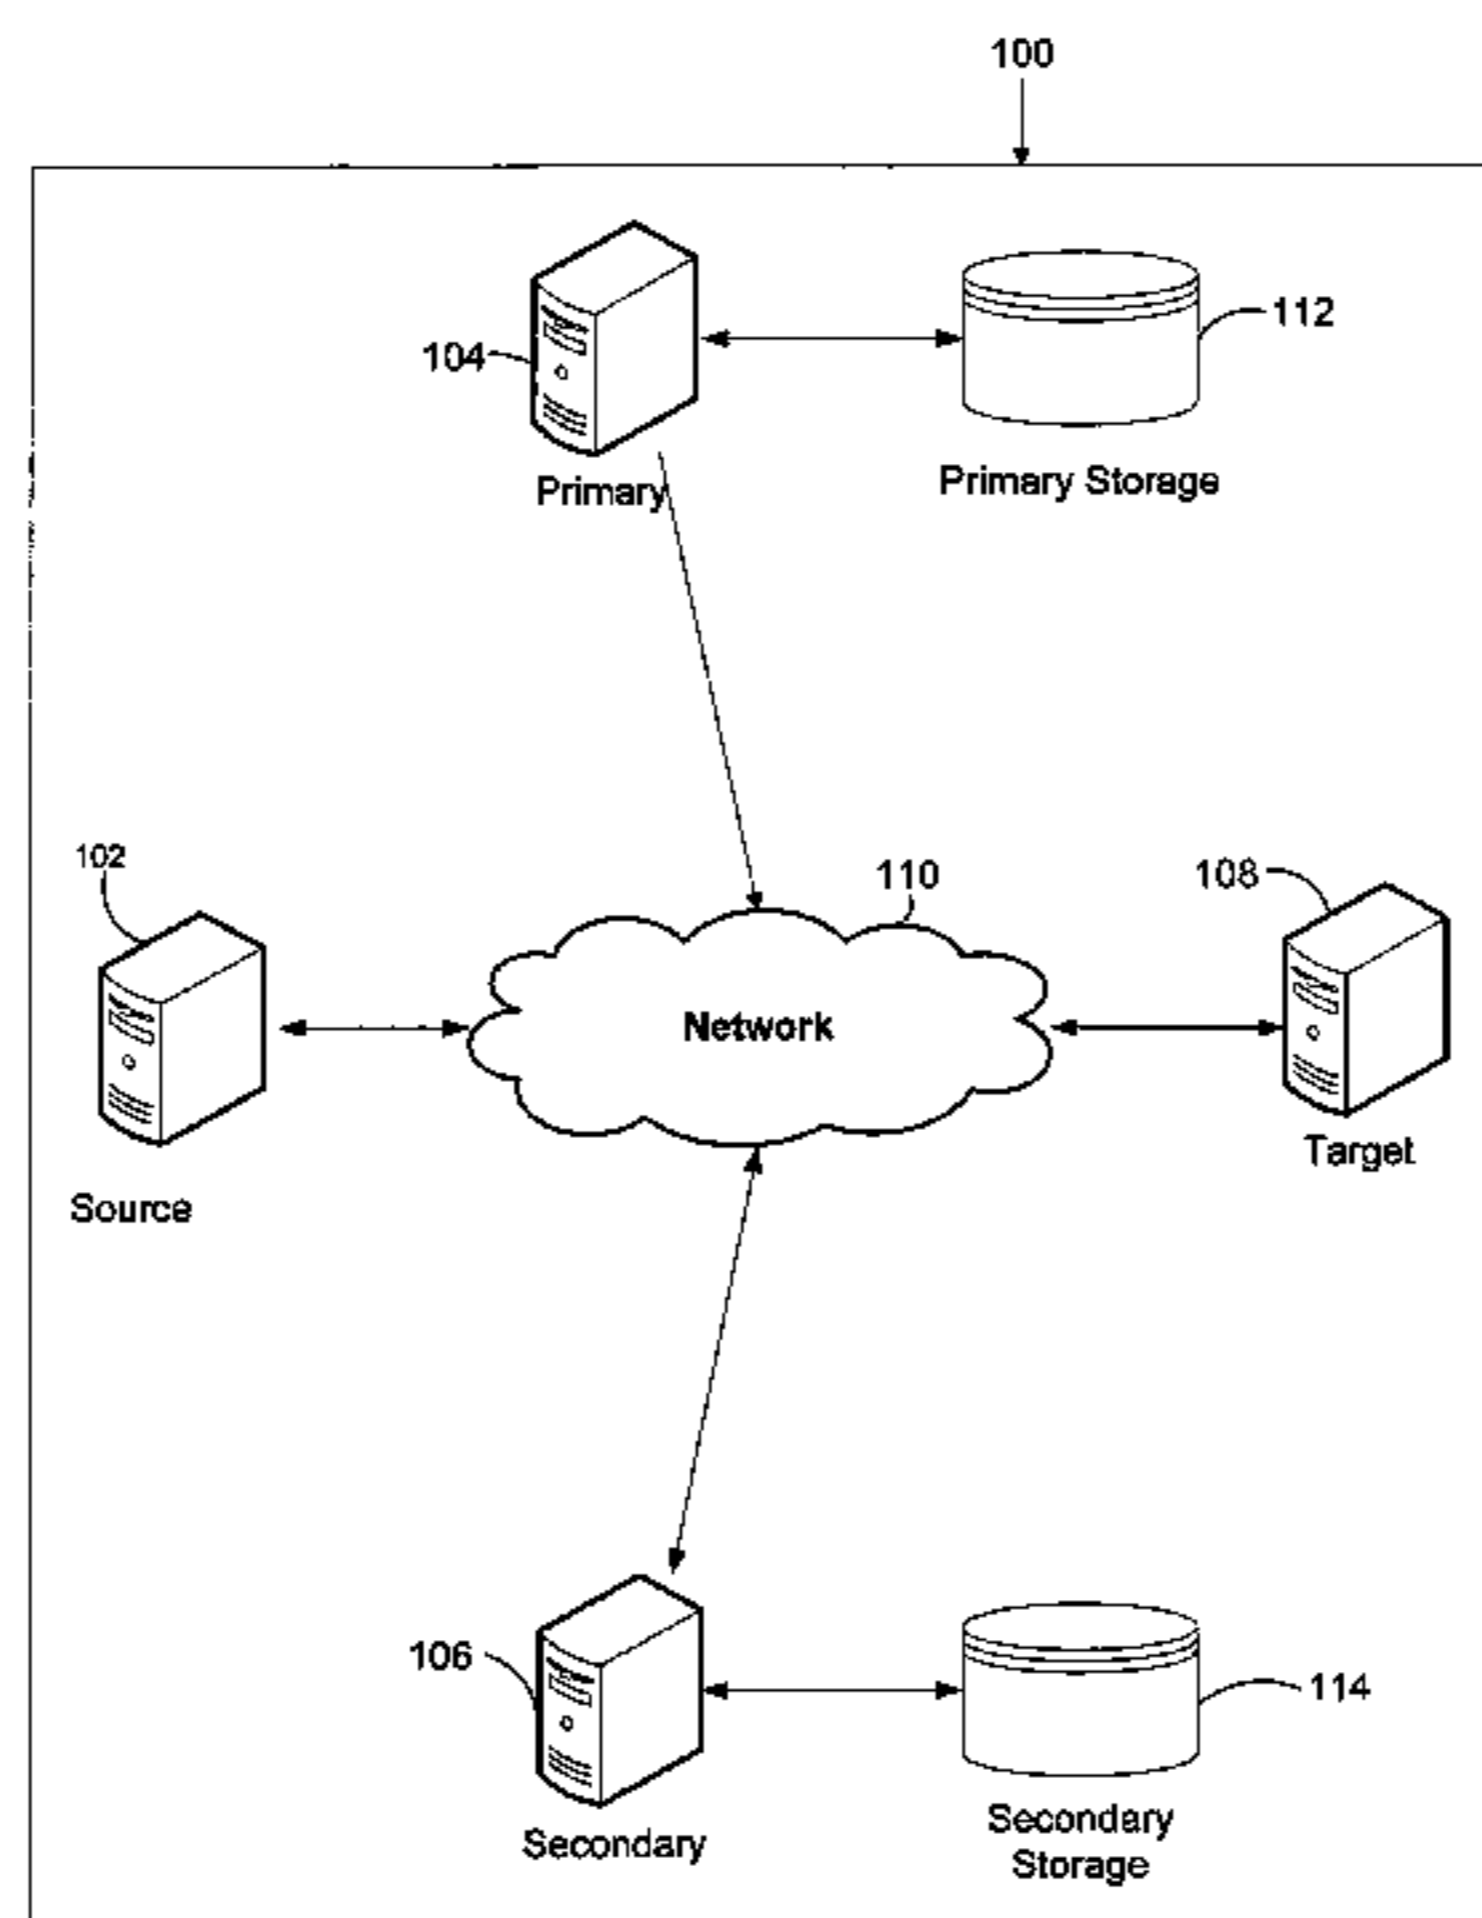 100
112
104
Primary
Primary Storage
102
110
108
Network
Target
Source
106
114
Secondary
Secondary
Storage